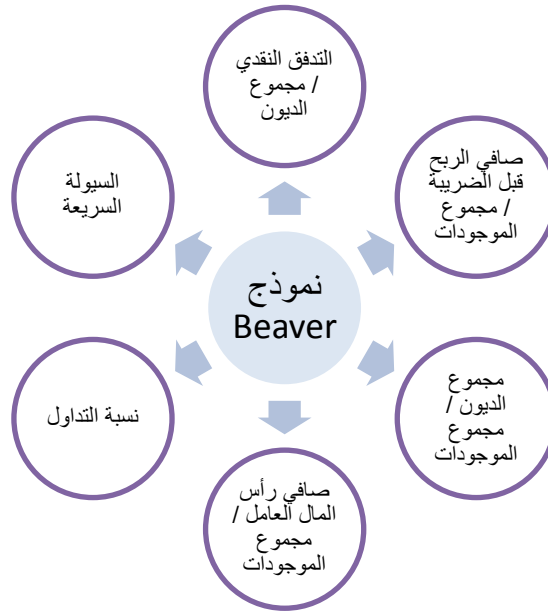 التدفق النقدي
/ مجموع
الديون
صافي الربح
قبل الضريبة
/ مجموع
الموجودات
مجموع
الديون /
مجموع
الموجودات
صافي رأس
المال العامل /
مجموع
الموجودات
نسبة التداول
السيولة
السريعة
نموذج
Beaver